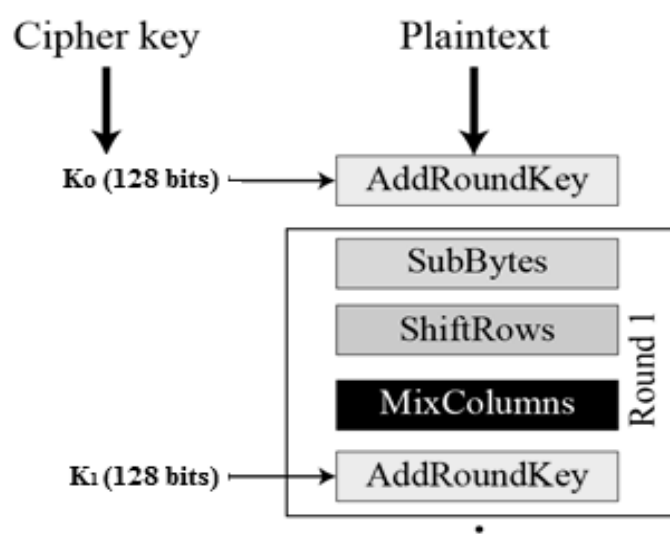 Cipher key
Plaintext
K0 (128 bits)
AddRoundKey
SubBytes
ShiftRows
MixColumns
Round 1
K1 (128 bits)
AddRoundKey